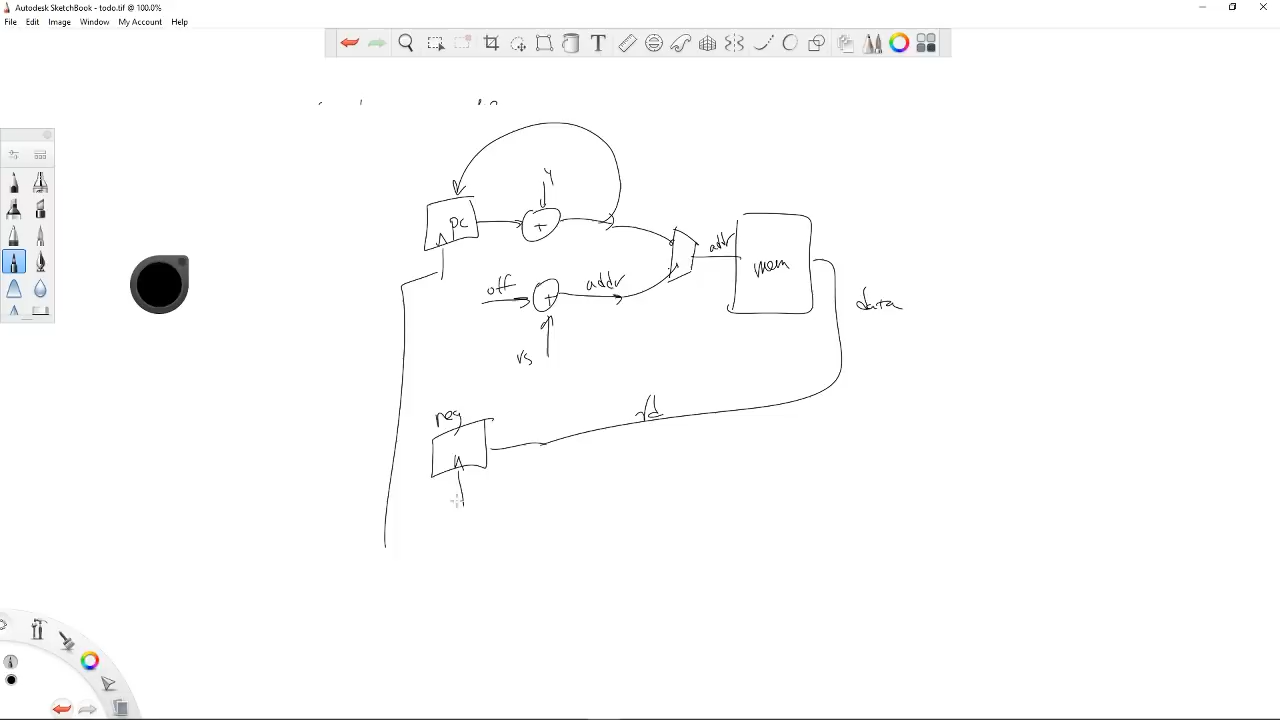 Autodesk SketchBook - todo.tif @ 100.0%
File Edit Image Window My Account Help
4
PC
+
addr
mem
off
+
addr
data
rs
rd
reg